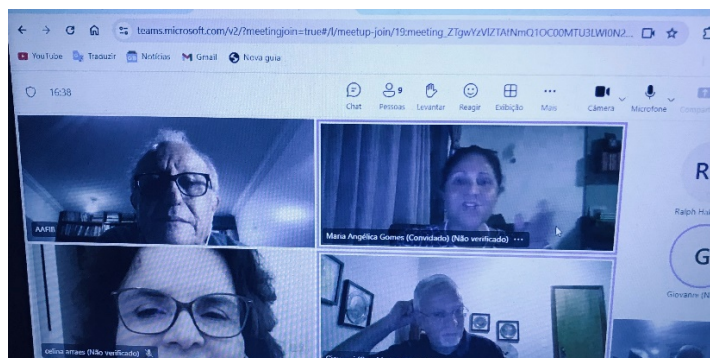 teams.microsoft.com/v2/?meetingjoin=true#/l/meetup-join/19:meeting_ZTgwYzVlZTAtNmQ1OC00MTU3LWI0N2...
YouTube Traduzir Notícias Gmail Nova guia
16:38
Chat
9
Pessoas
Levantar
Reagir
Exibição
Mais
Câmera
Microfone
AAFIB
Maria Angélica Gomes (Convidado) (Não verificado) ...
R
Ralph
G
Giovanni
celina arraes (Não verificado)